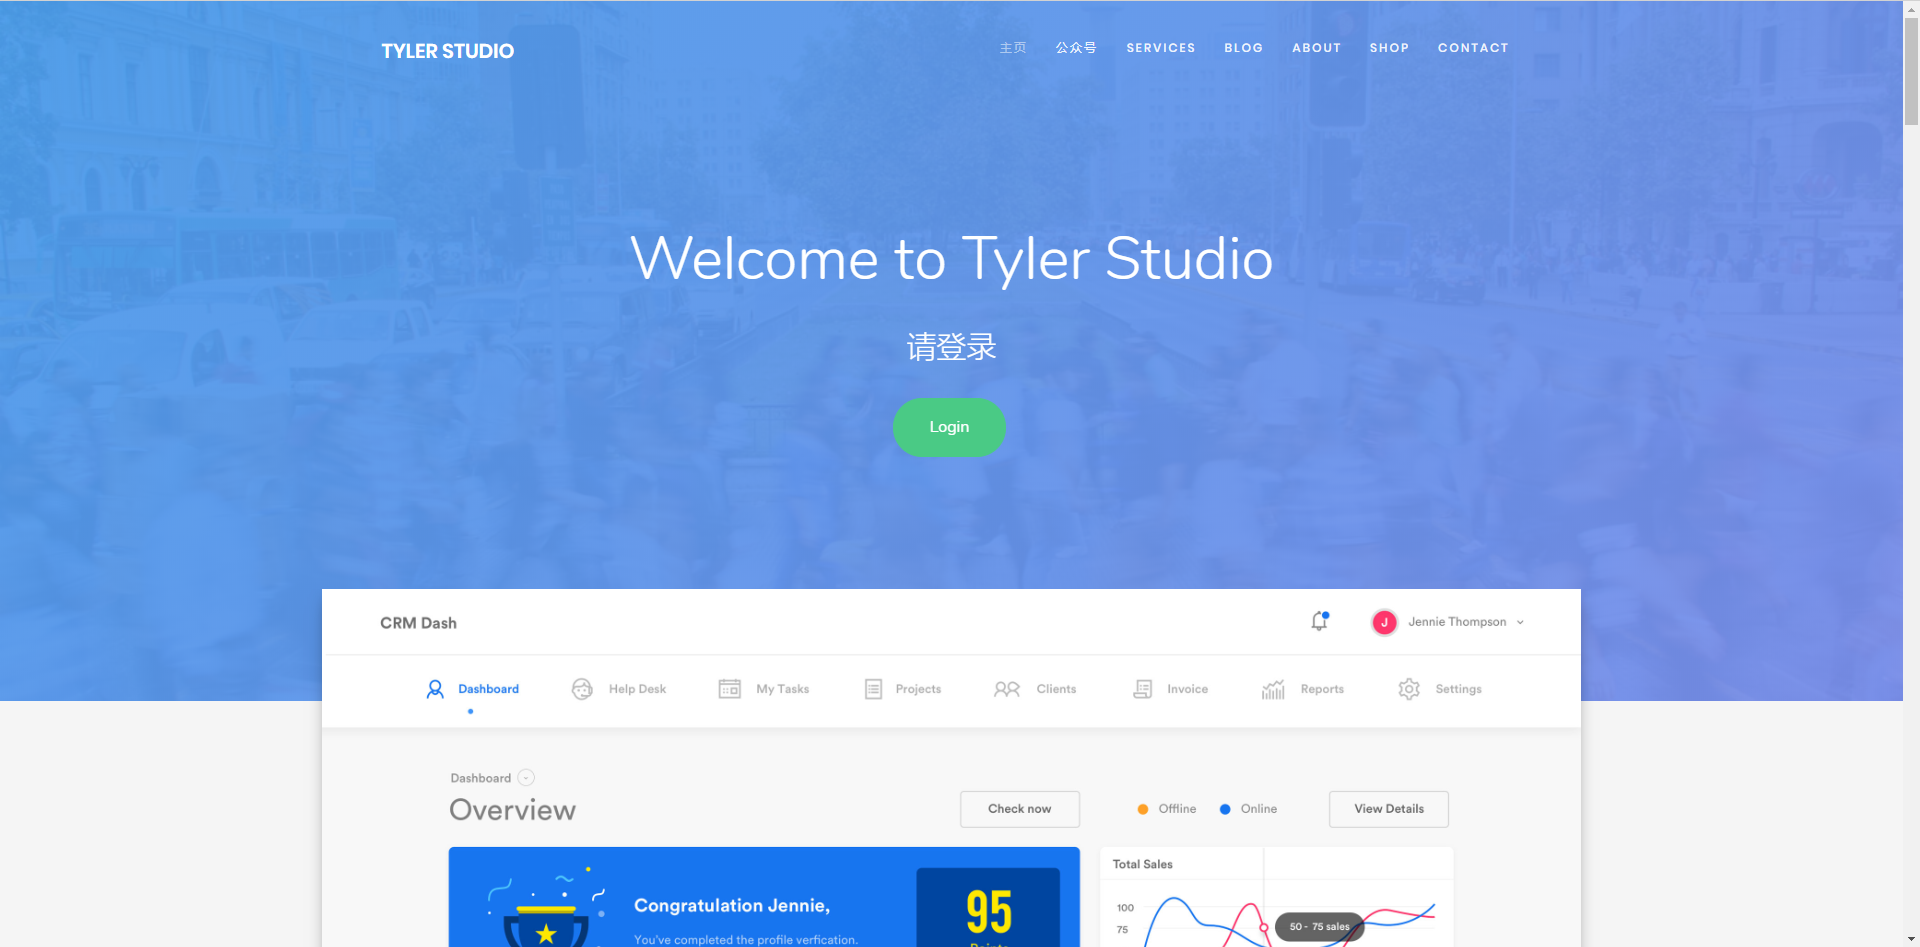 TYLER STUDIO
主页 公众号 SERVICES BLOG ABOUT SHOP CONTACT
Welcome to Tyler Studio
请登录
Login
CRM Dash
J Jennie Thompson
Dashboard Help Desk My Tasks Projects Clients Invoice Reports Settings
Dashboard
Overview
Check now
Offline Online
View Details
Congratulation Jennie,
You've completed the profile verfication.
95
Points
Total Sales
100
75
50 - 75 sales